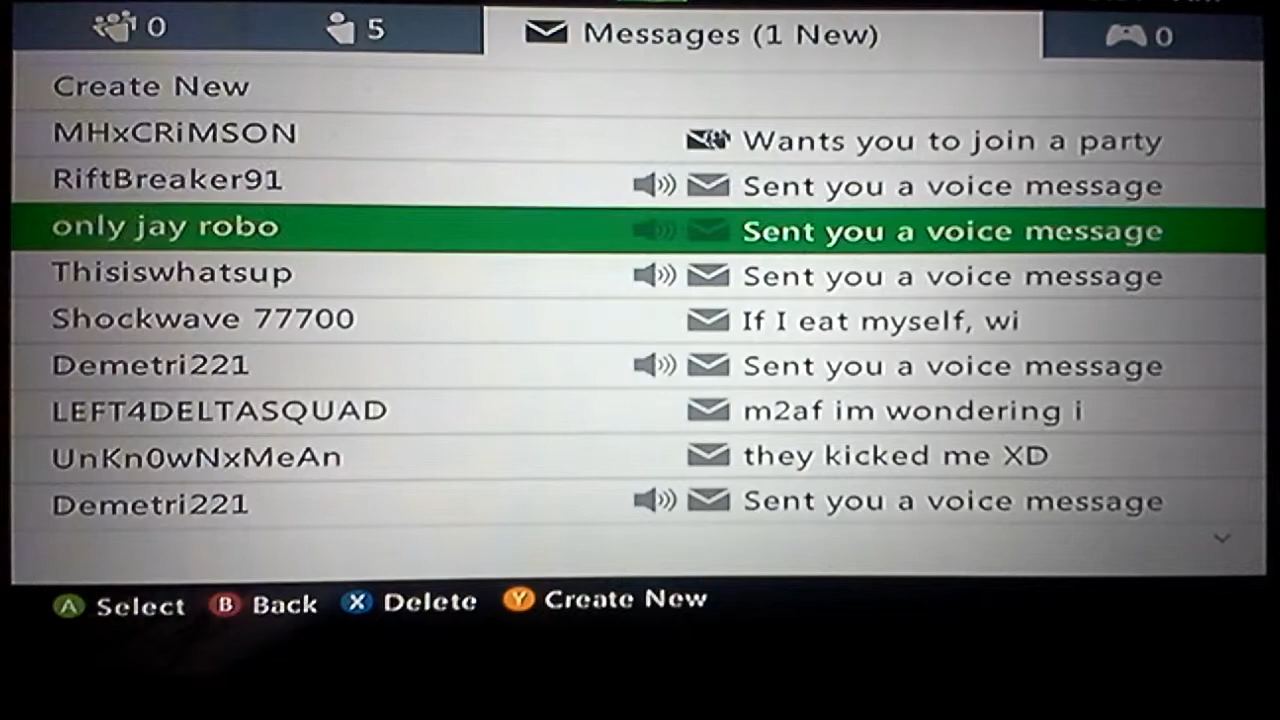 0 5 Messages (1 New) 0
Create New
MHxCRiMSON Wants you to join a party
RiftBreaker91 Sent you a voice message
only jay robo Sent you a voice message
Thisiswhatsup Sent you a voice message
Shockwave 77700 If I eat myself, wi
Demetri221 Sent you a voice message
LEFT4DELTASQUAD m2af im wondering i
UnKn0wNxMeAn they kicked me XD
Demetri221 Sent you a voice message
A Select B Back X Delete Y Create New